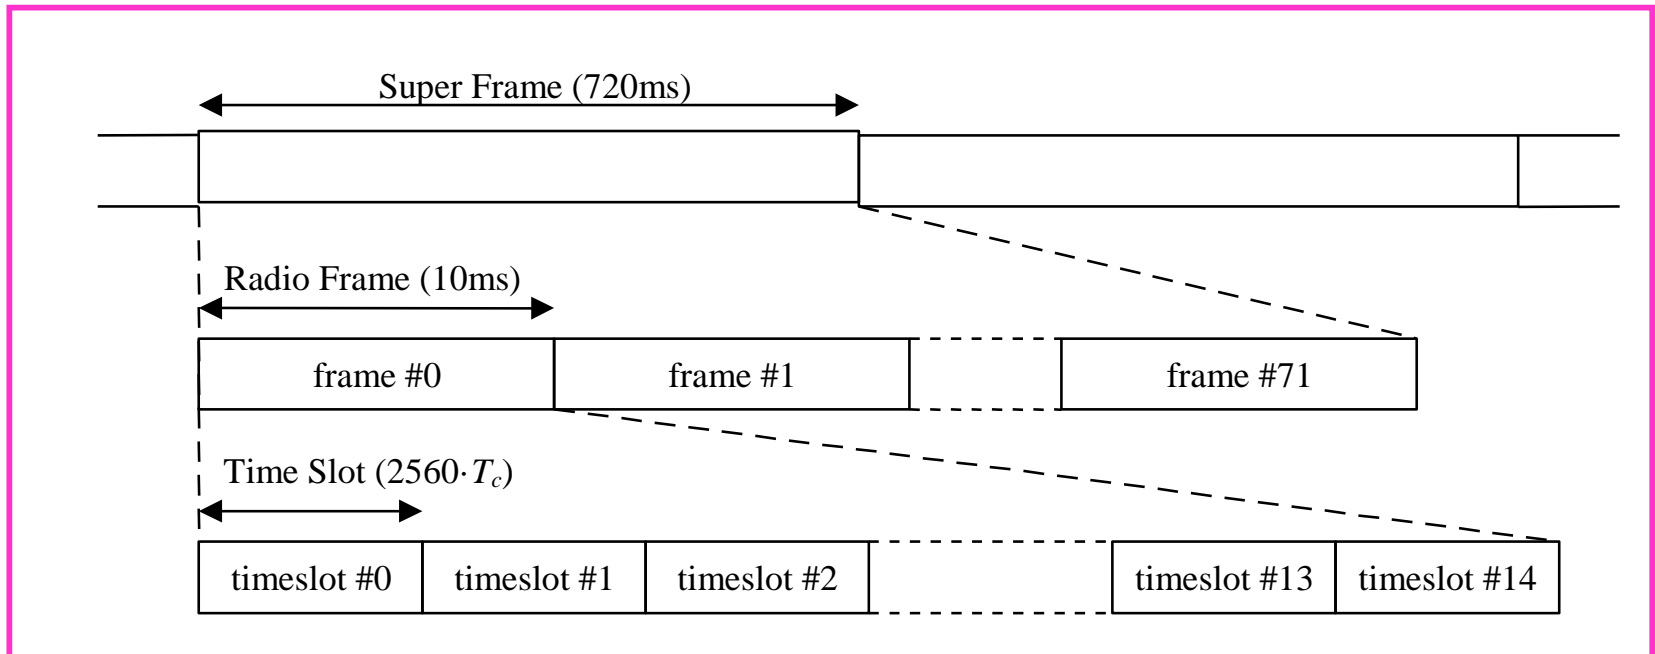 Super Frame (720ms)
Radio Frame (10ms)
frame #0 frame #1 frame #71
Time Slot (2560·Tc)
timeslot #0 timeslot #1 timeslot #2 timeslot #13 timeslot #14